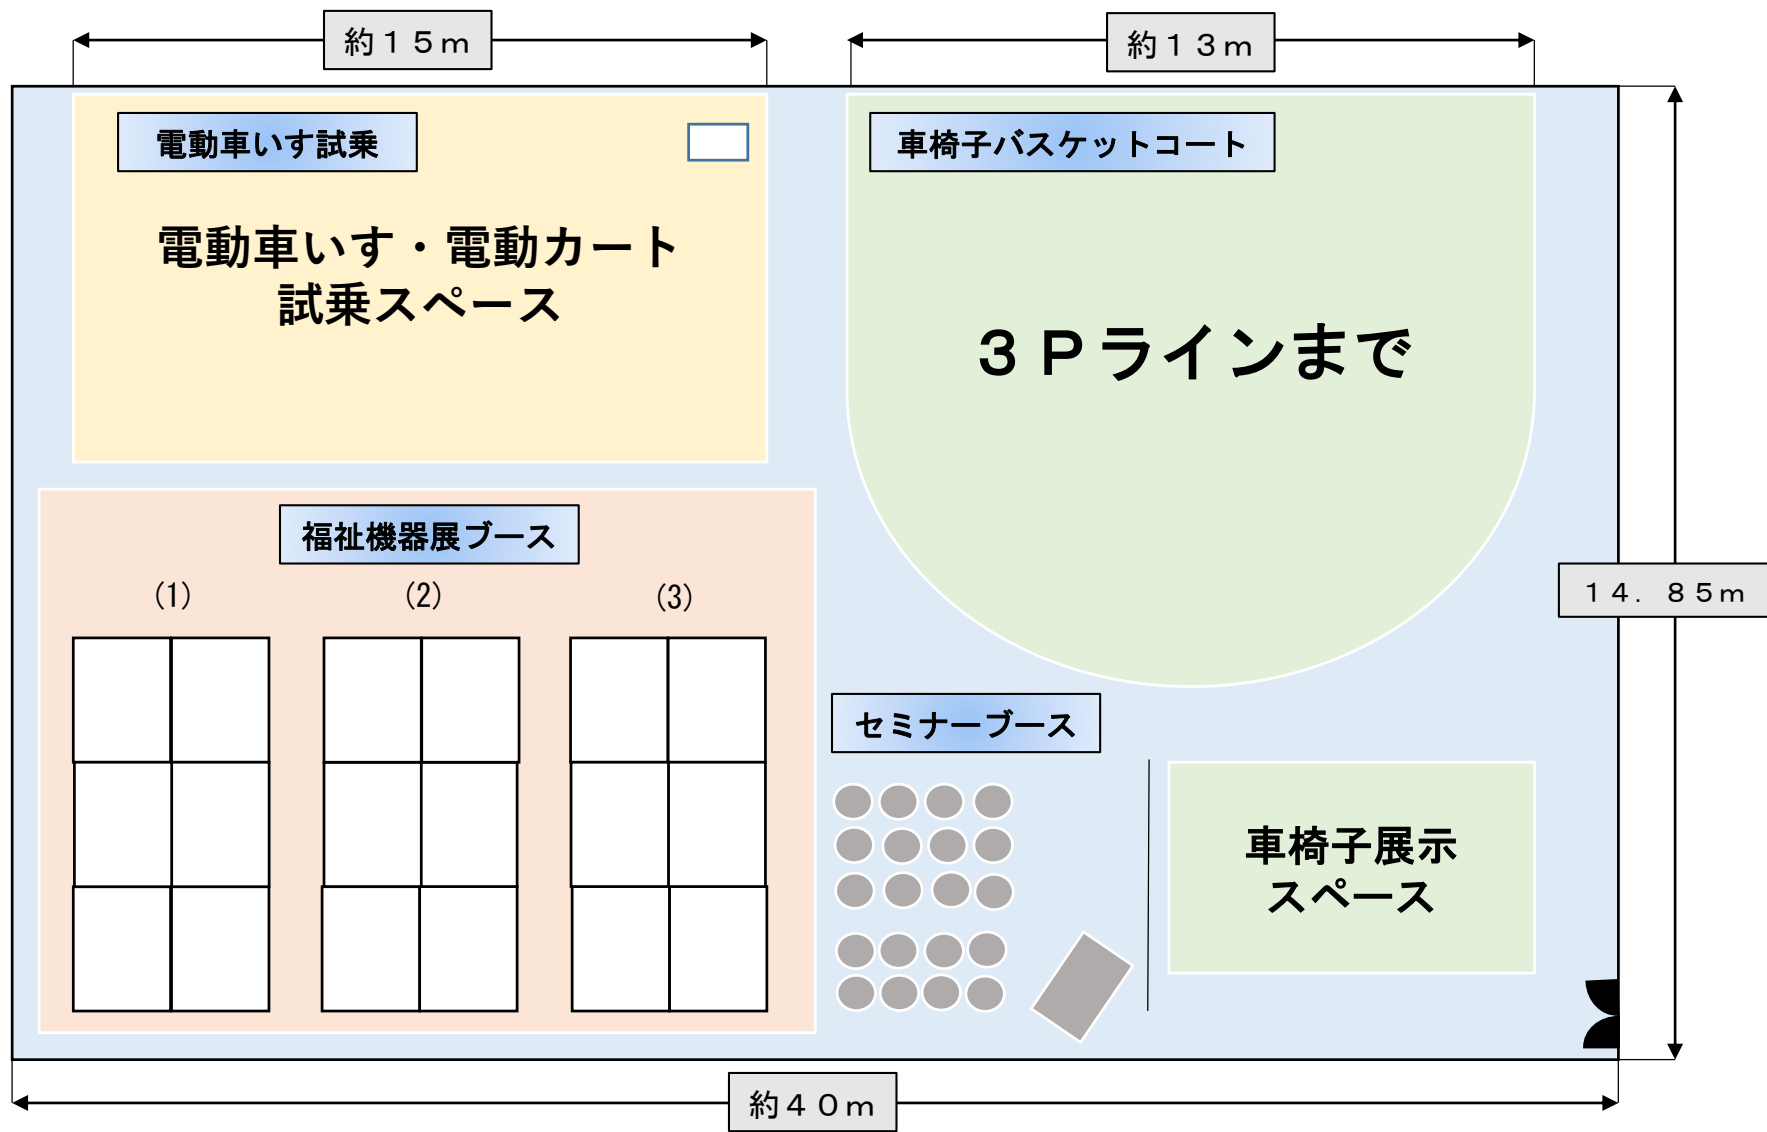 約１５ｍ
約１３ｍ
電動車いす試乗
車椅子バスケットコート
電動車いす・電動カート
試乗スペース
３Ｐラインまで
福祉機器展ブース
(1)
(2)
(3)
１４．８５ｍ
セミナーブース
車椅子展示
スペース
約４０ｍ